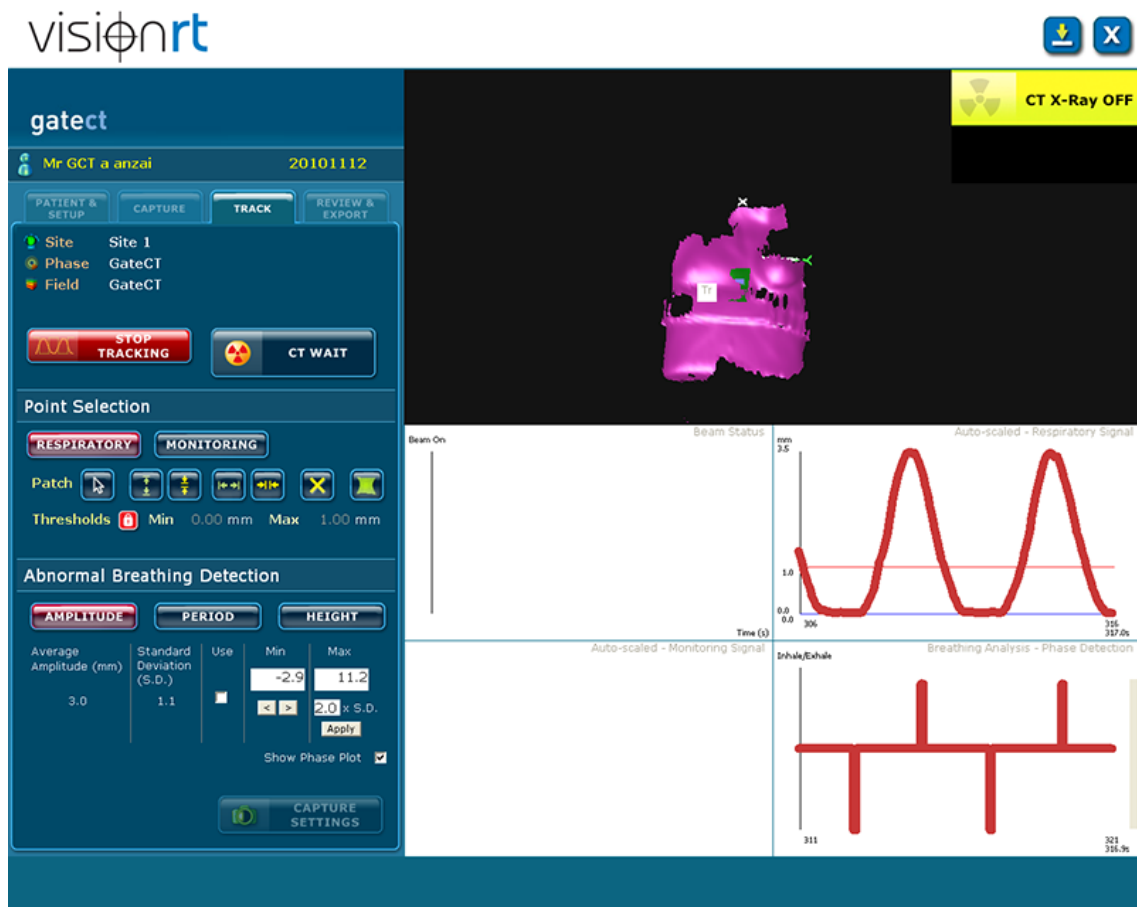 visionrt
CT X-Ray OFF
gatect
Mr GCT a anzai 20101112
PATIENT & SETUP CAPTURE TRACK REVIEW & EXPORT
Site Site 1
Phase GateCT
Field GateCT
STOP TRACKING
CT WAIT
Point Selection
RESPIRATORY MONITORING
Patch
Thresholds Min 0.00 mm Max 1.00 mm
Abnormal Breathing Detection
AMPLITUDE PERIOD HEIGHT
Average Amplitude (mm) Standard Deviation (S.D.) Use Min Max
-2.9 11.2
3.0 1.1 < > 2.0 x S.D.
Apply
Show Phase Plot
CAPTURE SETTINGS
X
Y
Tr
Beam On Beam Status
Time (s)
Auto-scaled - Respiratory Signal
mm
3.5
1.0
0.0
0.0
306 316
317.0s
Auto-scaled - Monitoring Signal
Inhale/Exhale Breathing Analysis - Phase Detection
311 321
316.9s